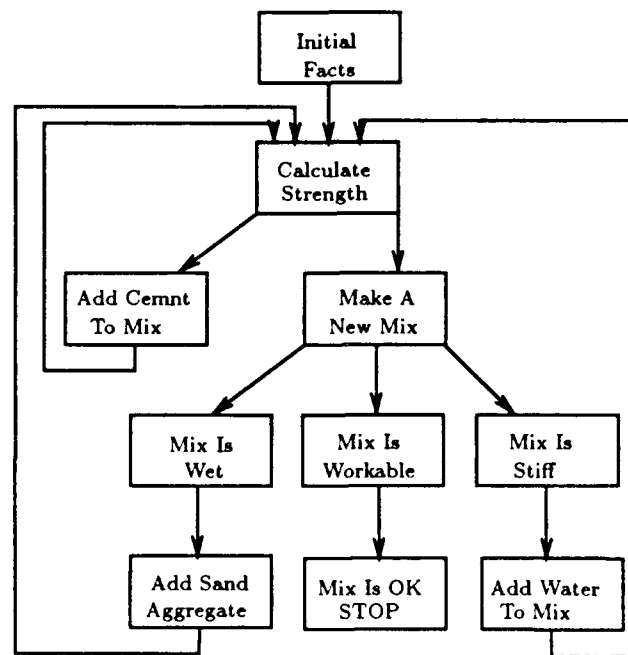 Initial
Facts
Calculate
Strength
Add Cemnt
To Mix
Make A
New Mix
Mix Is
Wet
Mix Is
Workable
Mix Is
Stiff
Add Sand
Aggregate
Mix Is OK
STOP
Add Water
To Mix